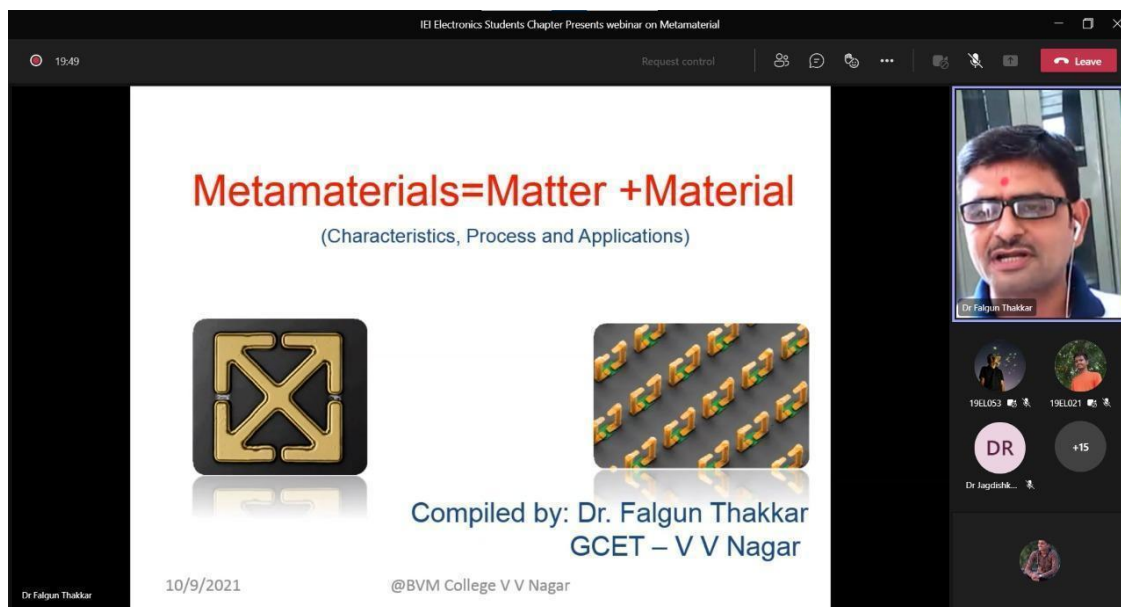 IEI Electronics Students Chapter Presents webinar on Metamaterial
19:49
Request control
Leave
Metamaterials=Matter +Material
(Characteristics, Process and Applications)
Compiled by: Dr. Falgun Thakkar
GCET – V V Nagar
10/9/2021
@BVM College V V Nagar
Dr Falgun Thakkar
Dr Falgun Thakkar
19EL053
19EL021
DR
+15
Dr Jagdishk...